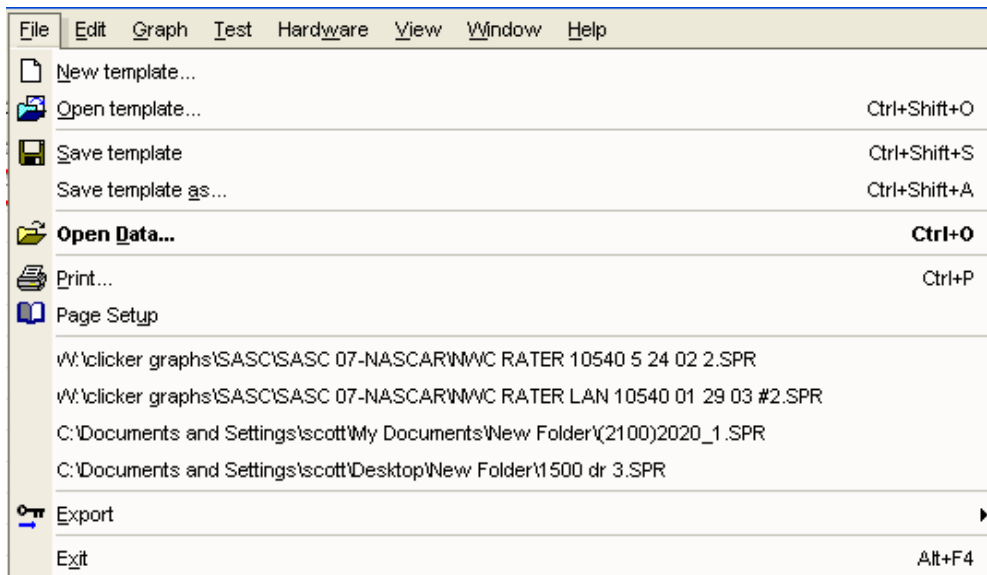 File Edit Graph Test Hardware View Window Help
New template...
Open template... Ctrl+Shift+O
Save template Ctrl+Shift+S
Save template as... Ctrl+Shift+A
Open Data... Ctrl+O
Print... Ctrl+P
Page Setup
W:\clicker graphs\SASC\SASC 07-NASCAR\NWC RATER 10540 5 24 02 2.SPR
W:\clicker graphs\SASC\SASC 07-NASCAR\NWC RATER LAN 10540 01 29 03 #2.SPR
C:\Documents and Settings\scott\My Documents\New Folder\(2100)2020_1.SPR
C:\Documents and Settings\scott\Desktop\New Folder\1500 dr 3.SPR
Export
Exit Alt+F4